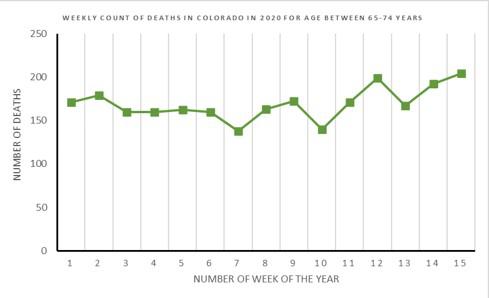 WEEKLY COUNT OF DEATHS IN COLORADO IN 2020 FOR AGE BETWEEN 65-74 YEARS
250
200
150
100
50
0
NUMBER OF DEATHS
1 2 3 4 5 6 7 8 9 10 11 12 13 14 15
NUMBER OF WEEK OF THE YEAR